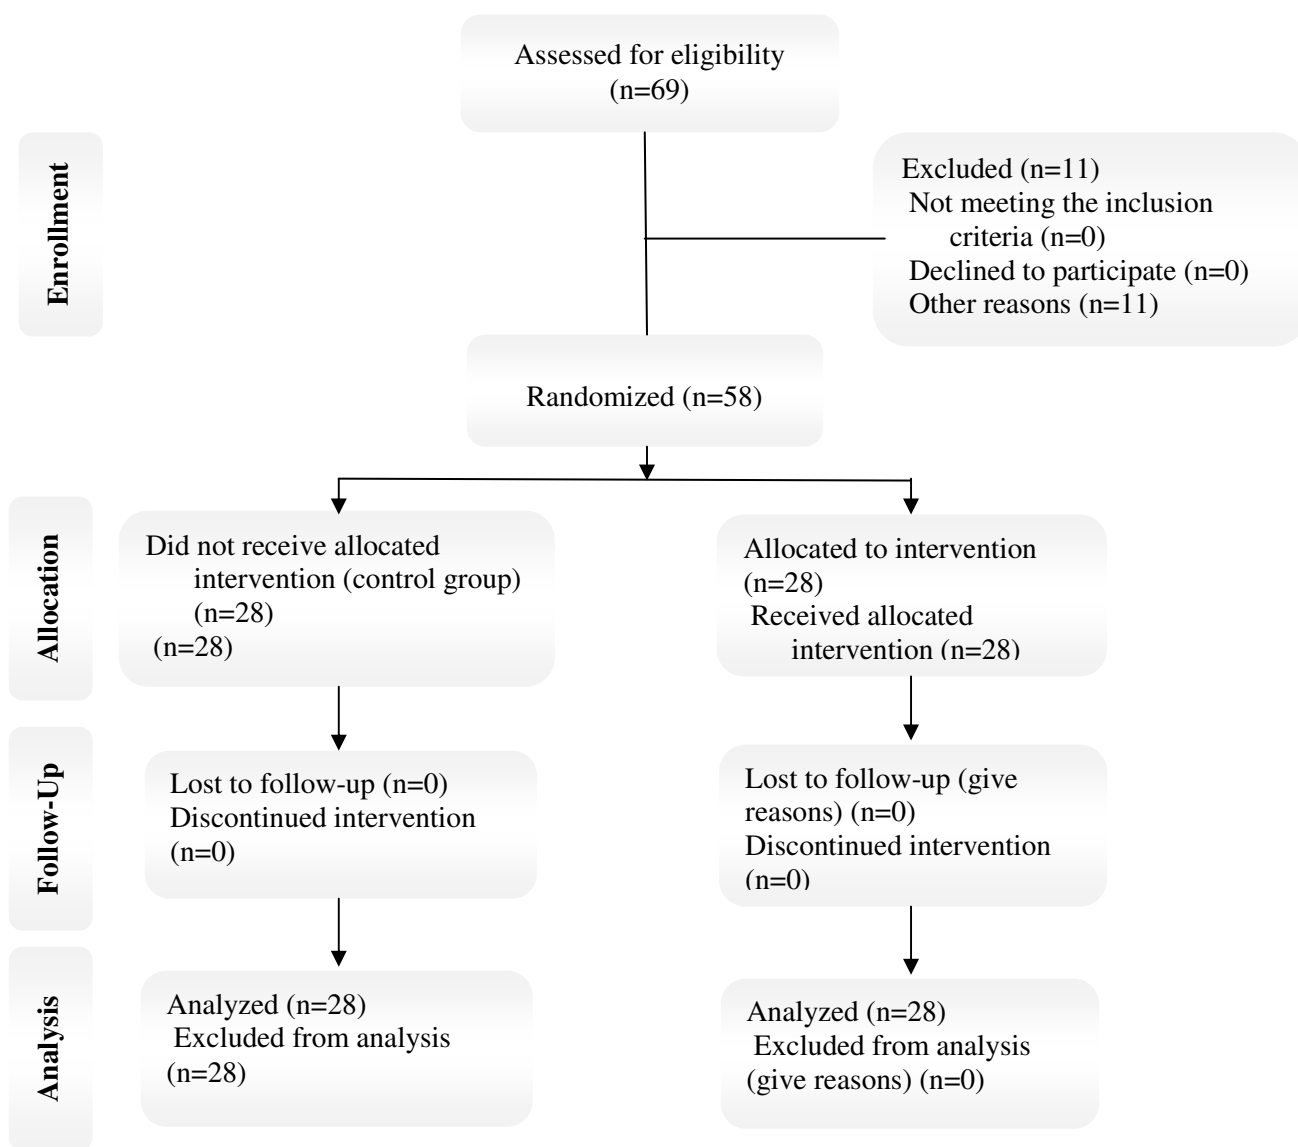 Assessed for eligibility
(n=69)
Enrollment
Excluded (n=11)
Not meeting the inclusion
criteria (n=0)
Declined to participate (n=0)
Other reasons (n=11)
Randomized (n=58)
Allocation
Did not receive allocated
intervention (control group)
(n=28)
(n=28)
Allocated to intervention
(n=28)
Received allocated
intervention (n=28)
Follow-Up
Lost to follow-up (n=0)
Discontinued intervention
(n=0)
Lost to follow-up (give
reasons) (n=0)
Discontinued intervention
(n=0)
Analysis
Analyzed (n=28)
Excluded from analysis
(n=28)
Analyzed (n=28)
Excluded from analysis
(give reasons) (n=0)